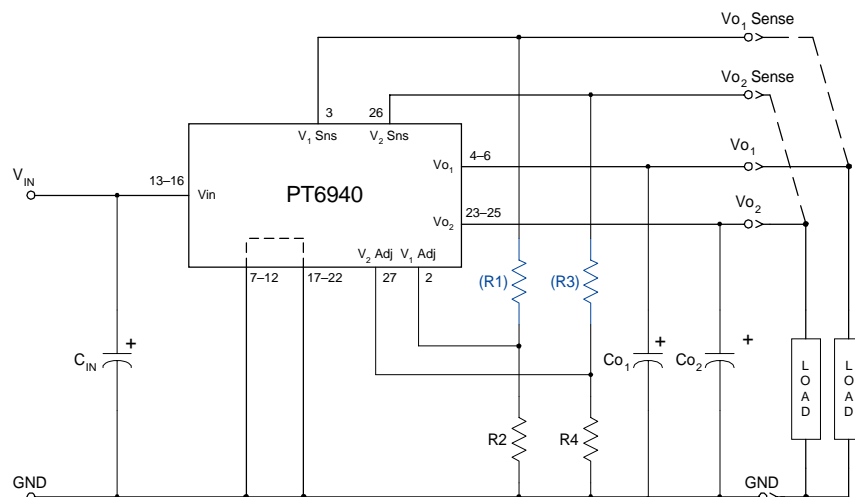 Vo₁ Sense
Vo₂ Sense
3
26
V₁ Sns
V₂ Sns
4–6
Vo₁
Vo₁
V_IN
13–16
Vin
PT6940
23–25
Vo₂
Vo₂
V₂ Adj
V₁ Adj
7–12
17–22
27
2
(R1)
(R3)
C_IN
+
Co₁
+
Co₂
+
LOAD
LOAD
R2
R4
GND
GND